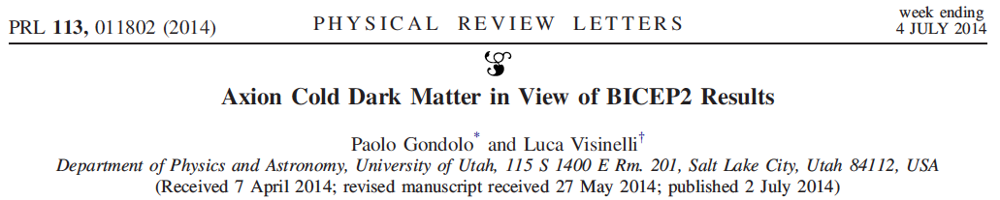 PRL 113, 011802 (2014)
PHYSICAL REVIEW LETTERS
week ending
4 JULY 2014
Axion Cold Dark Matter in View of BICEP2 Results
Paolo Gondolo* and Luca Visinelli†
Department of Physics and Astronomy, University of Utah, 115 S 1400 E Rm. 201, Salt Lake City, Utah 84112, USA
(Received 7 April 2014; revised manuscript received 27 May 2014; published 2 July 2014)